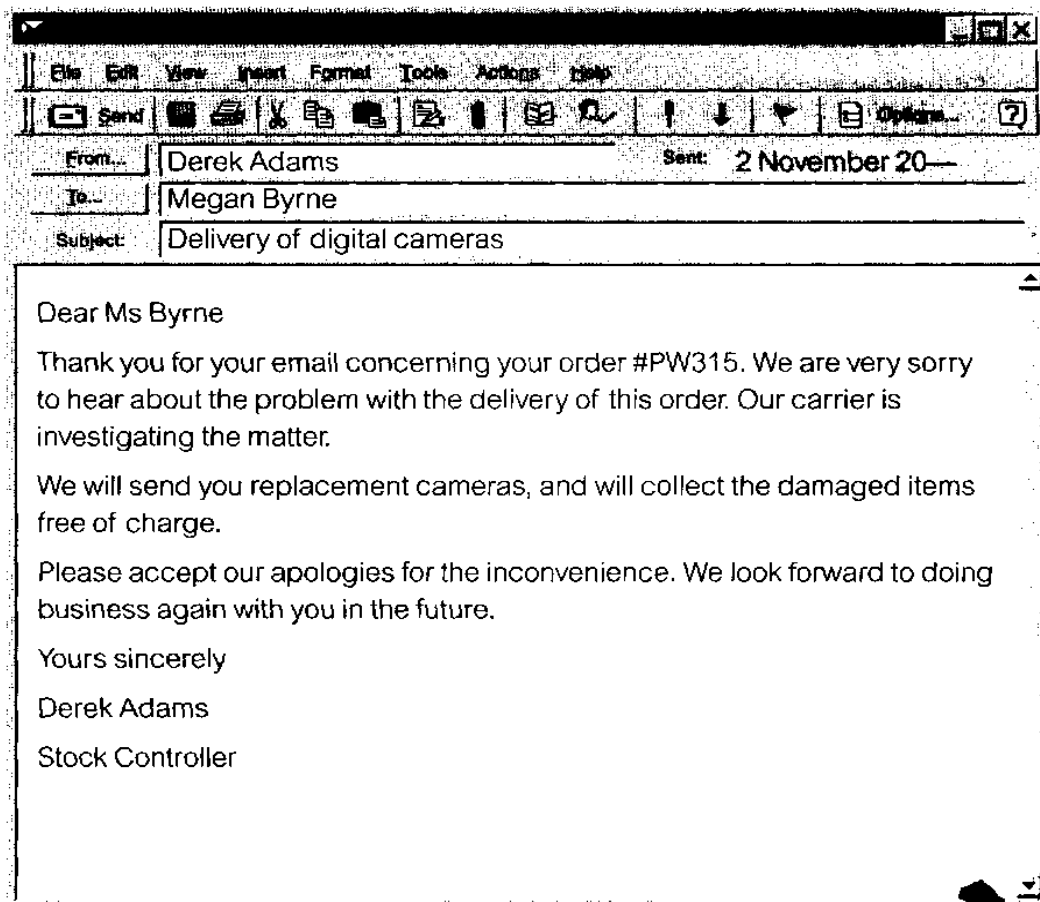 File Edit View Insert Format Tools Actions Help
Send Options...
From... Derek Adams Sent: 2 November 20—
To... Megan Byrne
Subject: Delivery of digital cameras
Dear Ms Byrne
Thank you for your email concerning your order #PW315. We are very sorry
to hear about the problem with the delivery of this order. Our carrier is
investigating the matter.
We will send you replacement cameras, and will collect the damaged items
free of charge.
Please accept our apologies for the inconvenience. We look forward to doing
business again with you in the future.
Yours sincerely
Derek Adams
Stock Controller